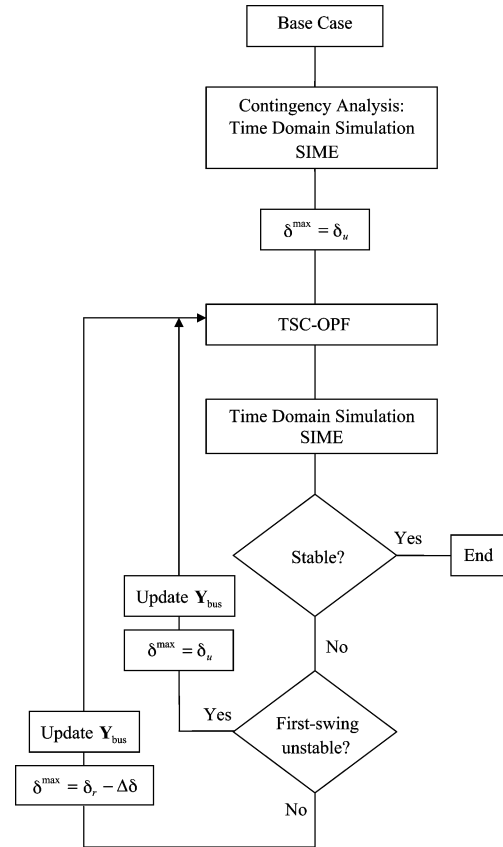 Base Case
Contingency Analysis:
Time Domain Simulation
SIME
δ^max = δ_u
TSC-OPF
Time Domain Simulation
SIME
Stable?
Yes
End
No
Update Y_bus
δ^max = δ_u
First-swing
unstable?
Yes
Update Y_bus
δ^max = δ_r − Δδ
No